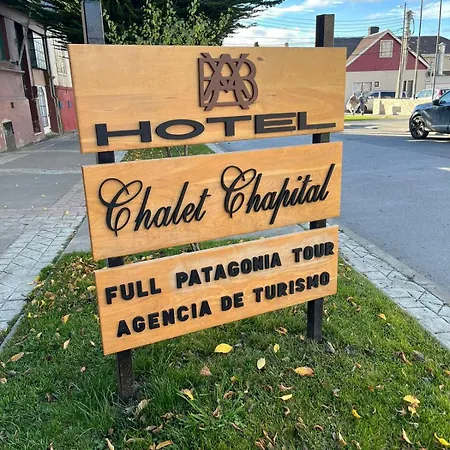 HOTEL
Chalet Chapital
FULL PATAGONIA TOUR
AGENCIA DE TURISMO